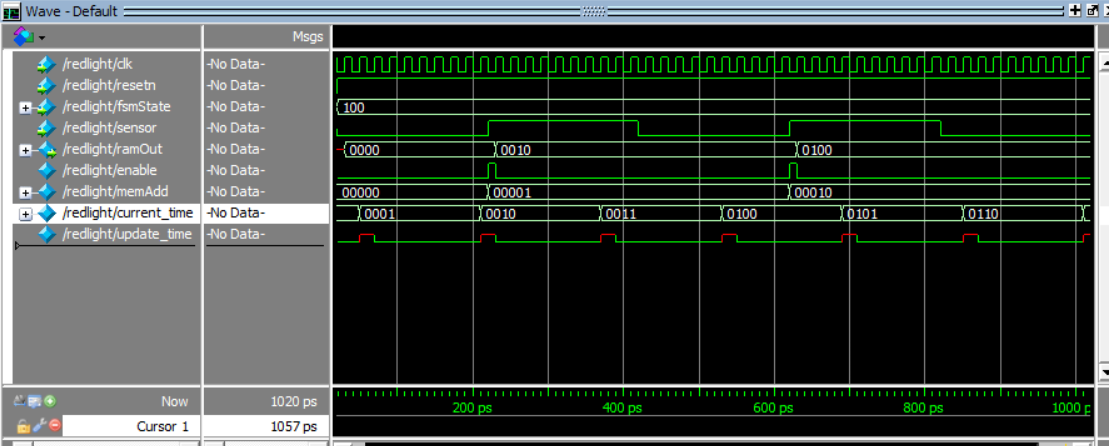 Wave - Default
Msgs
/redlight/clk -No Data-
/redlight/resetn -No Data-
/redlight/fsmState -No Data- 100
/redlight/sensor -No Data-
/redlight/ramOut -No Data- 0000 0010 0100
/redlight/enable -No Data-
/redlight/memAdd -No Data- 00000 00001 00010
/redlight/current_time -No Data- 0001 0010 0011 0100 0101 0110
/redlight/update_time -No Data-
Now 1020 ps 200 ps 400 ps 600 ps 800 ps 1000 p
Cursor 1 1057 ps